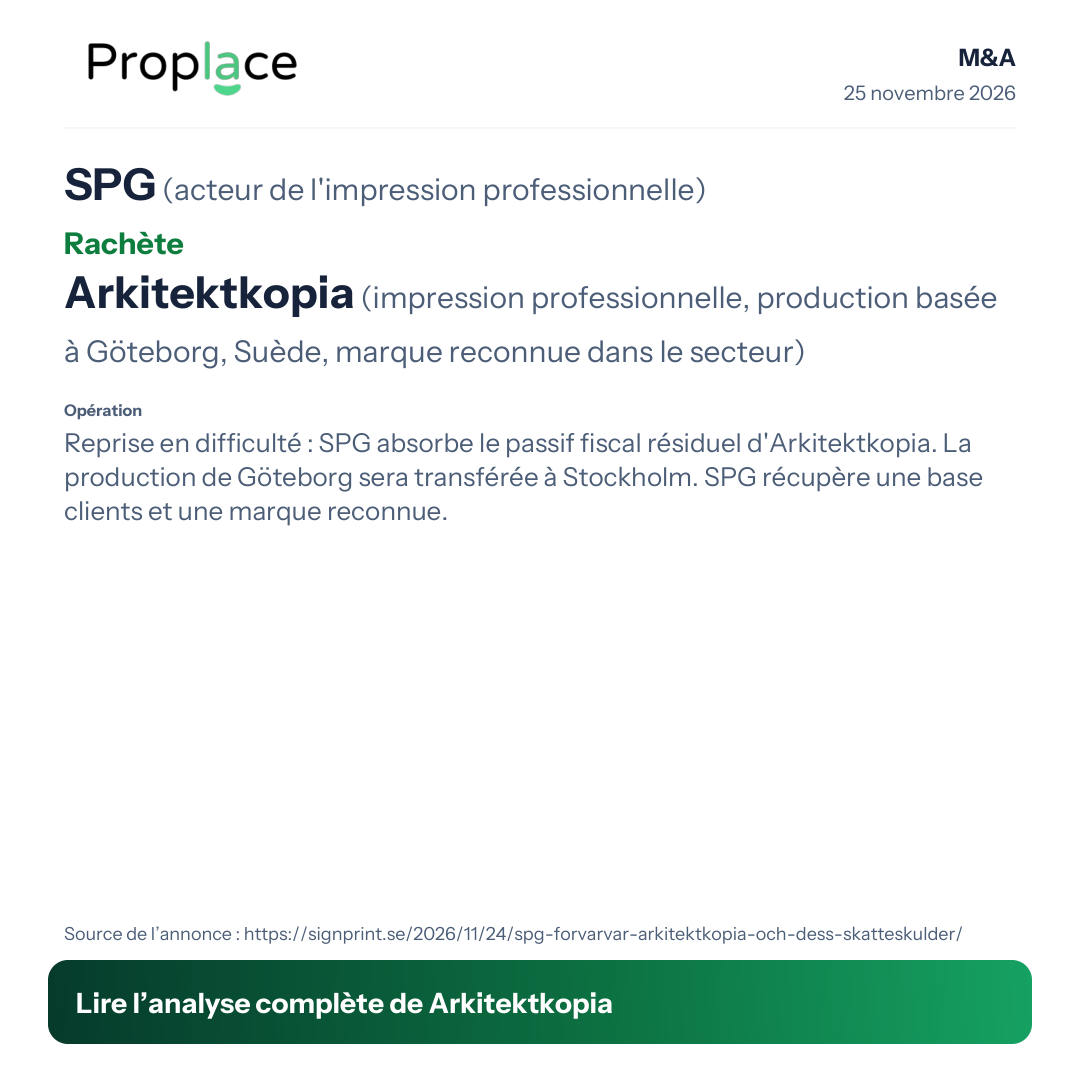 Proplace
M&A
25 novembre 2026
SPG (acteur de l'impression professionnelle)
Rachète
Arkitektkopia (impression professionnelle, production basée
à Göteborg, Suède, marque reconnue dans le secteur)
Opération
Reprise en difficulté : SPG absorbe le passif fiscal résiduel d'Arkitektkopia. La
production de Göteborg sera transférée à Stockholm. SPG récupère une base
clients et une marque reconnue.
Source de l’annonce : https://signprint.se/2026/11/24/spg-forvarvar-arkitektkopia-och-dess-skatteskulder/
Lire l’analyse complète de Arkitektkopia